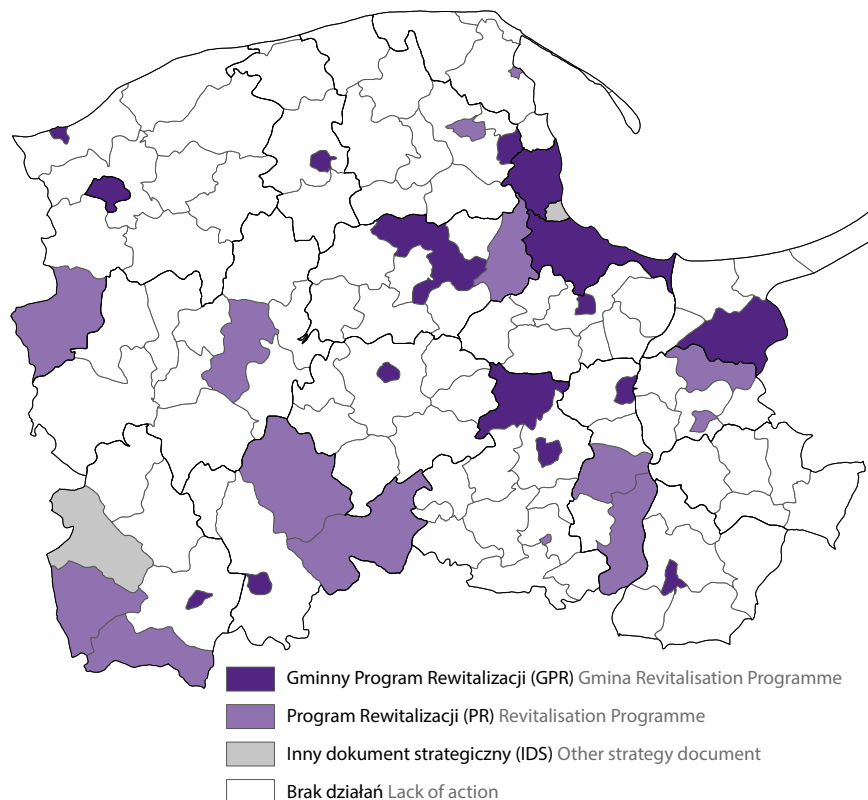 Gminny Program Rewitalizacji (GPR) Gmina Revitalisation Programme
Program Rewitalizacji (PR) Revitalisation Programme
Inny dokument strategiczny (IDS) Other strategy document
Brak działań Lack of action